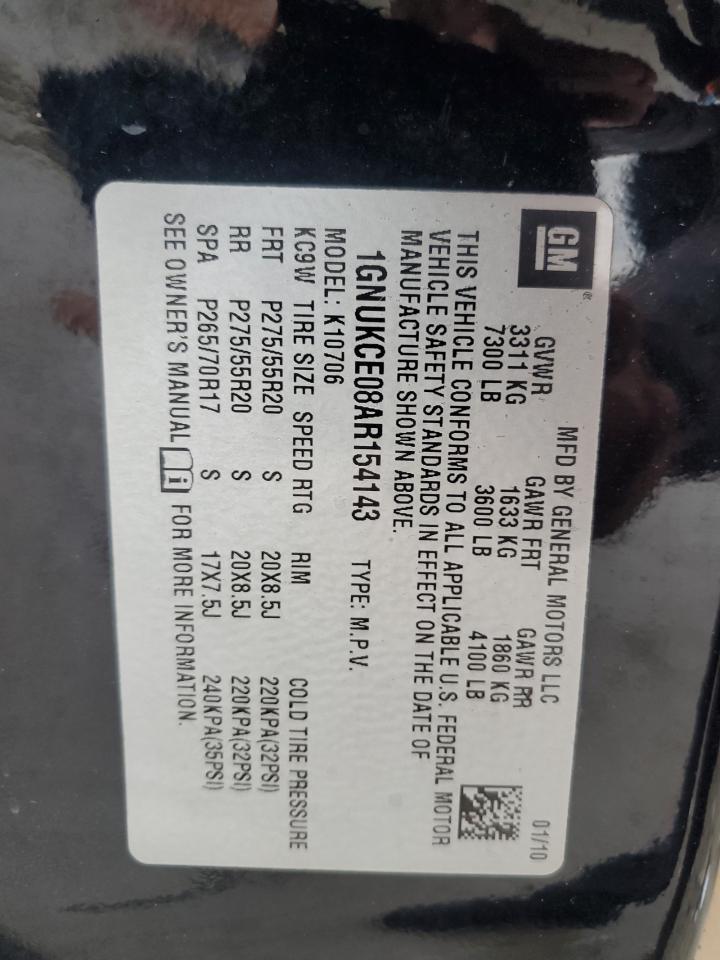 GM ®
MFD BY GENERAL MOTORS LLC 01/10
GVWR GAWR FRT GAWR RR
3311 KG 1633 KG 1860 KG
7300 LB 3600 LB 4100 LB
THIS VEHICLE CONFORMS TO ALL APPLICABLE U.S. FEDERAL MOTOR
VEHICLE SAFETY STANDARDS IN EFFECT ON THE DATE OF
MANUFACTURE SHOWN ABOVE.
1GNUKCE08AR154143 TYPE: M.P.V.
MODEL: K10706
KC9W TIRE SIZE SPEED RTG RIM COLD TIRE PRESSURE
FRT P275/55R20 S 20X8.5J 220KPA(32PSI)
RR P275/55R20 S 20X8.5J 220KPA(32PSI)
SPA P265/70R17 S 17X7.5J 240KPA(35PSI)
SEE OWNER'S MANUAL i FOR MORE INFORMATION.